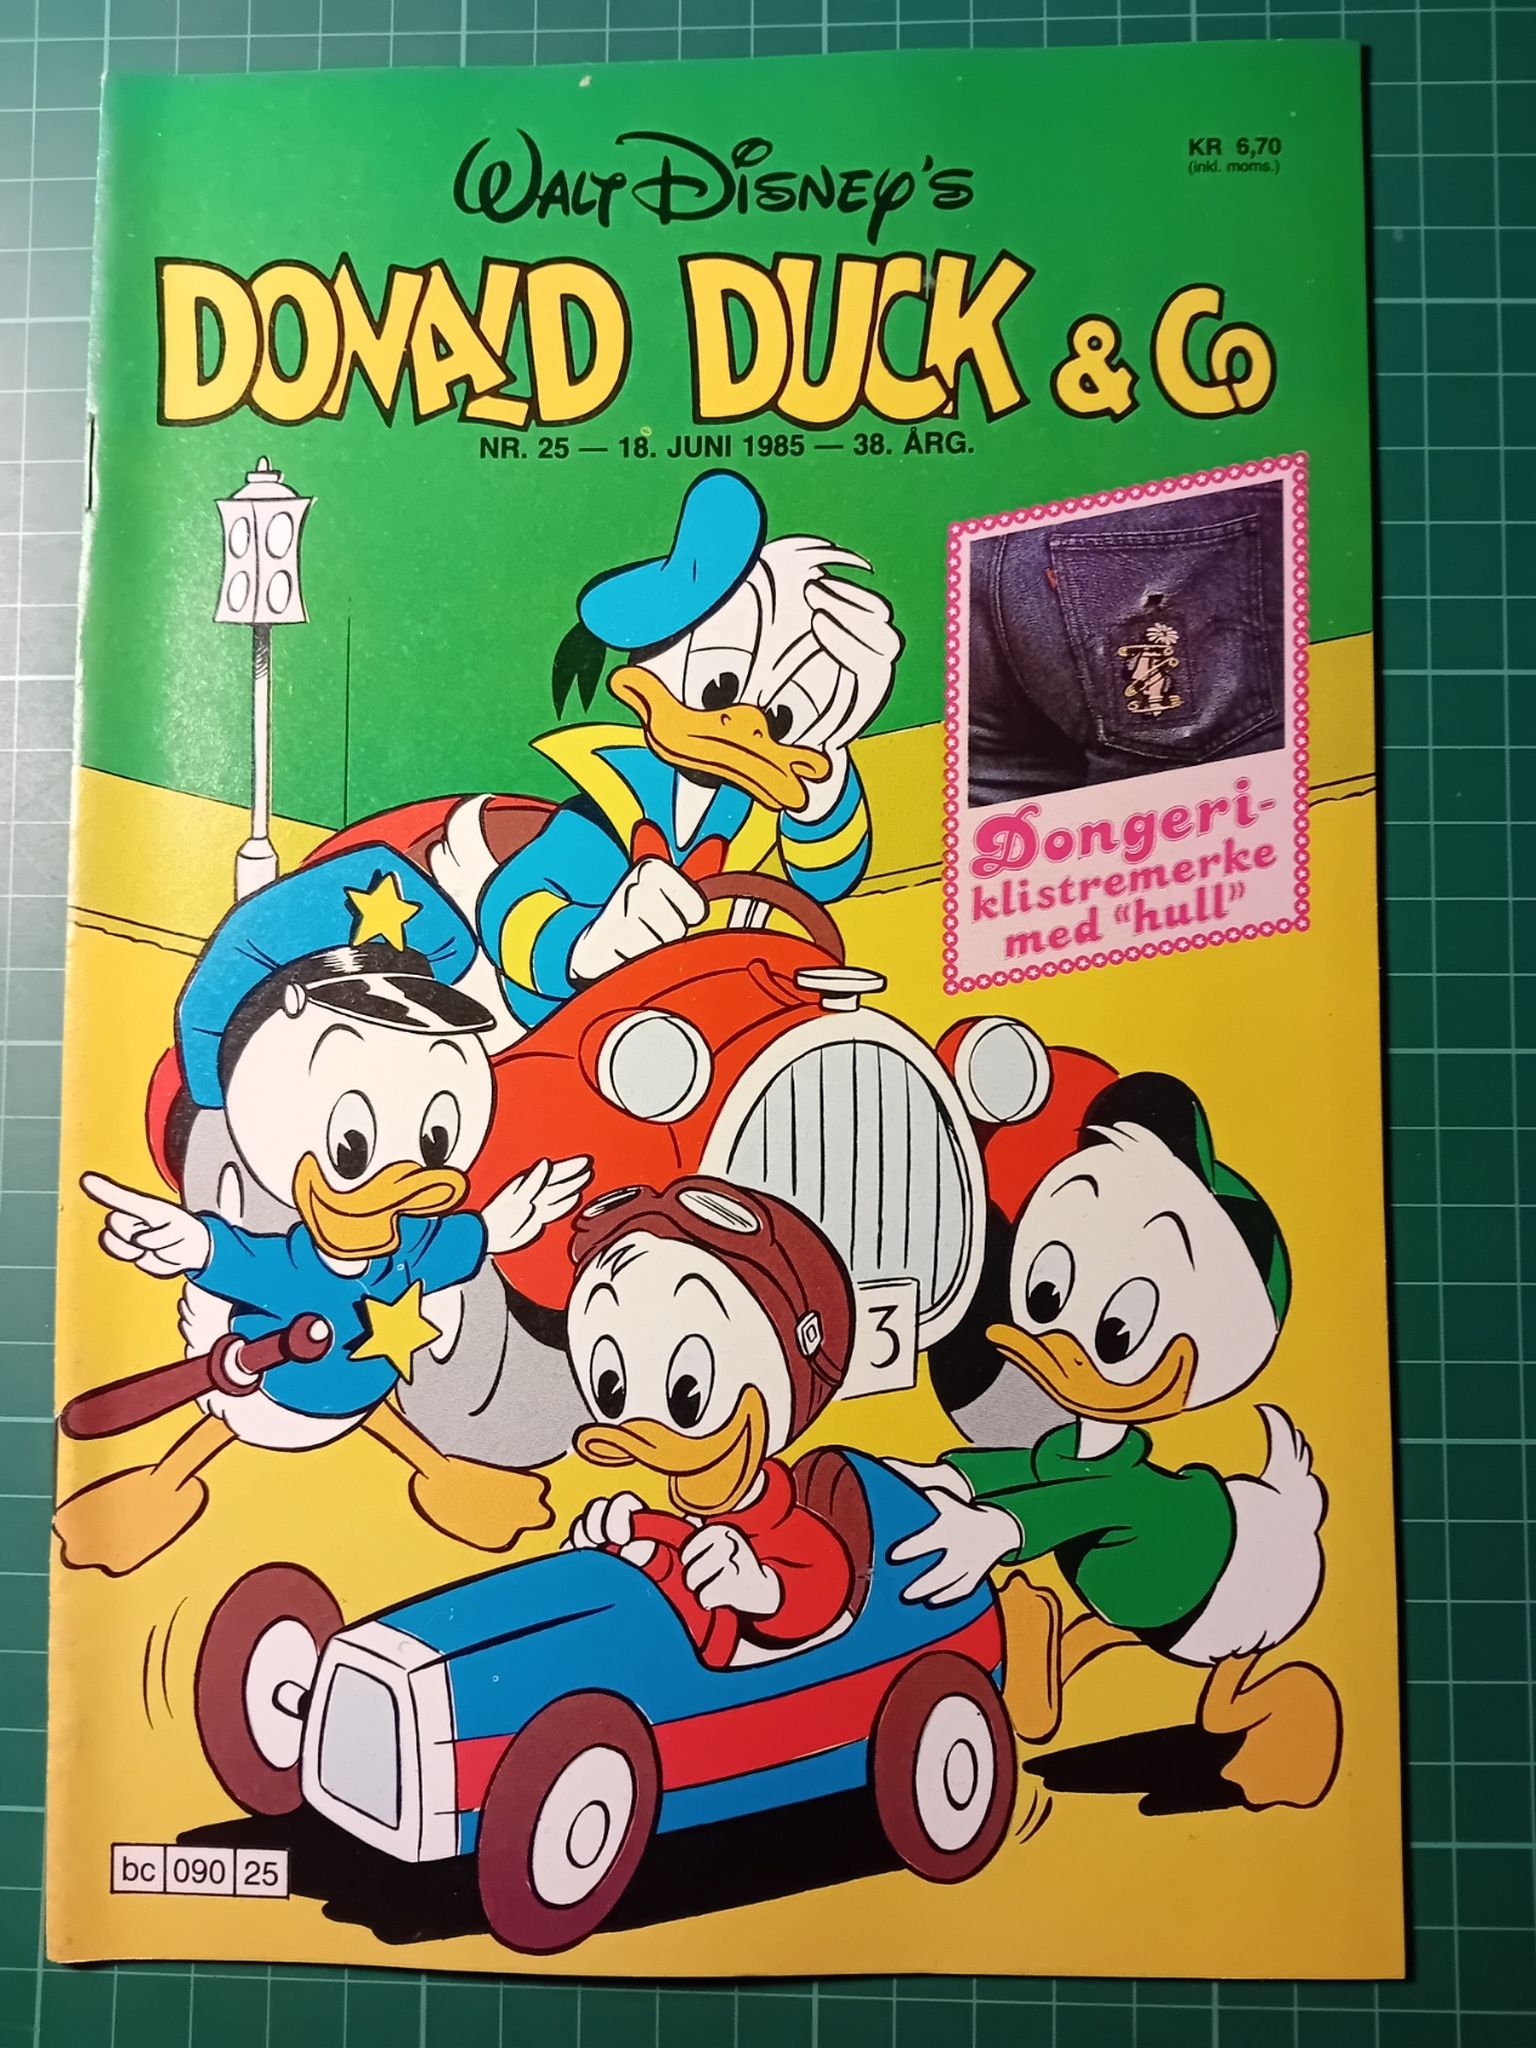 WALT DISNEY'S
KR 6,70
(inkl. moms.)
DONALD DUCK & Co
NR. 25 — 18. JUNI 1985 — 38. ÅRG.
Dongeri-
klistremerke
med “hull”
3
bc 090 25